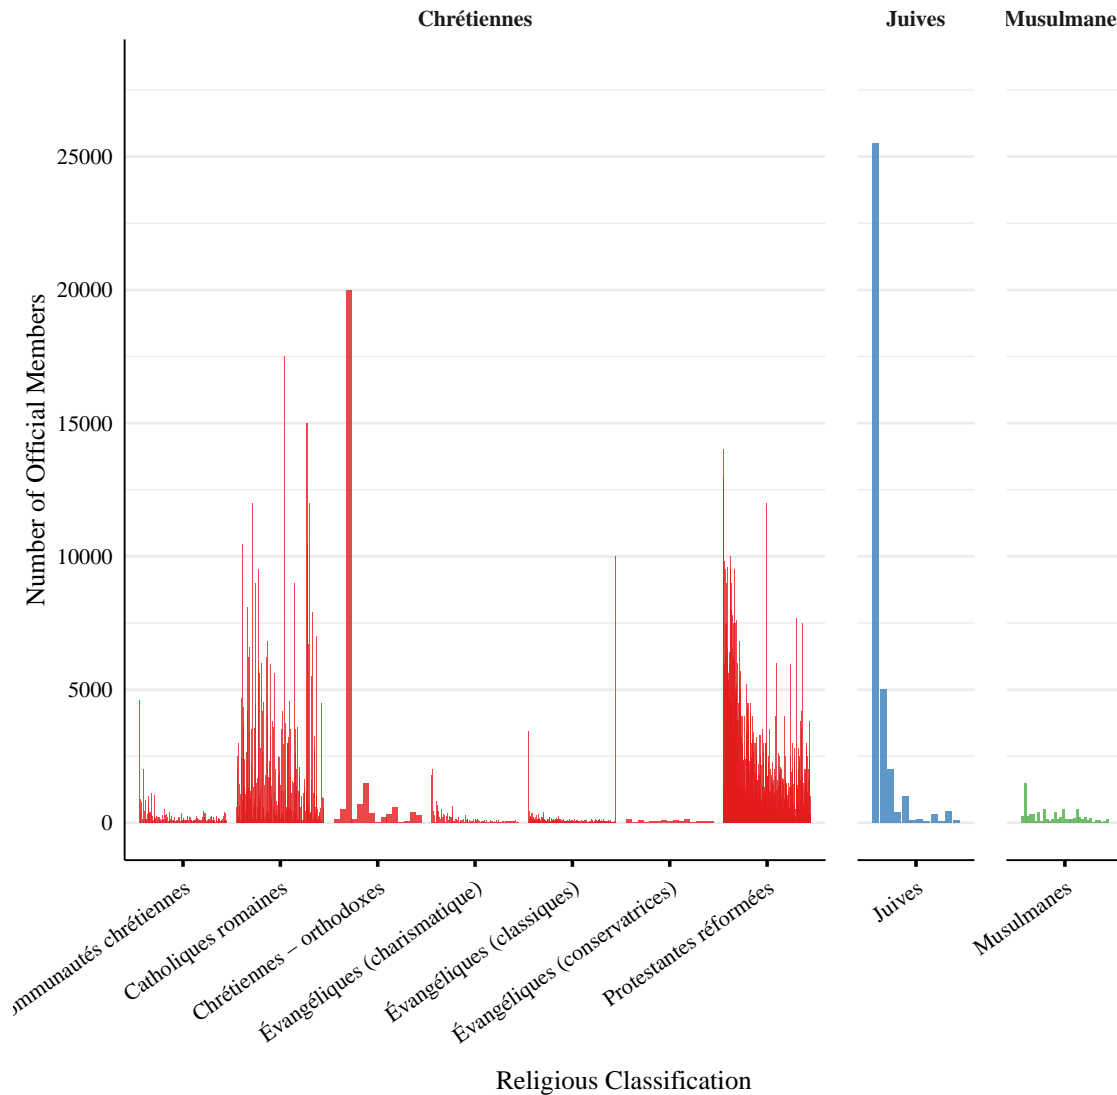 Chrétiennes
Juives
Musulmane
Number of Official Members
25000
20000
15000
10000
5000
0
ommunautés chrétiennes
Catholiques romaines
Chrétiennes – orthodoxes
Évangéliques (charismatique)
Évangéliques (classiques)
Évangéliques (conservatrices)
Protestantes réformées
Juives
Musulmanes
Religious Classification